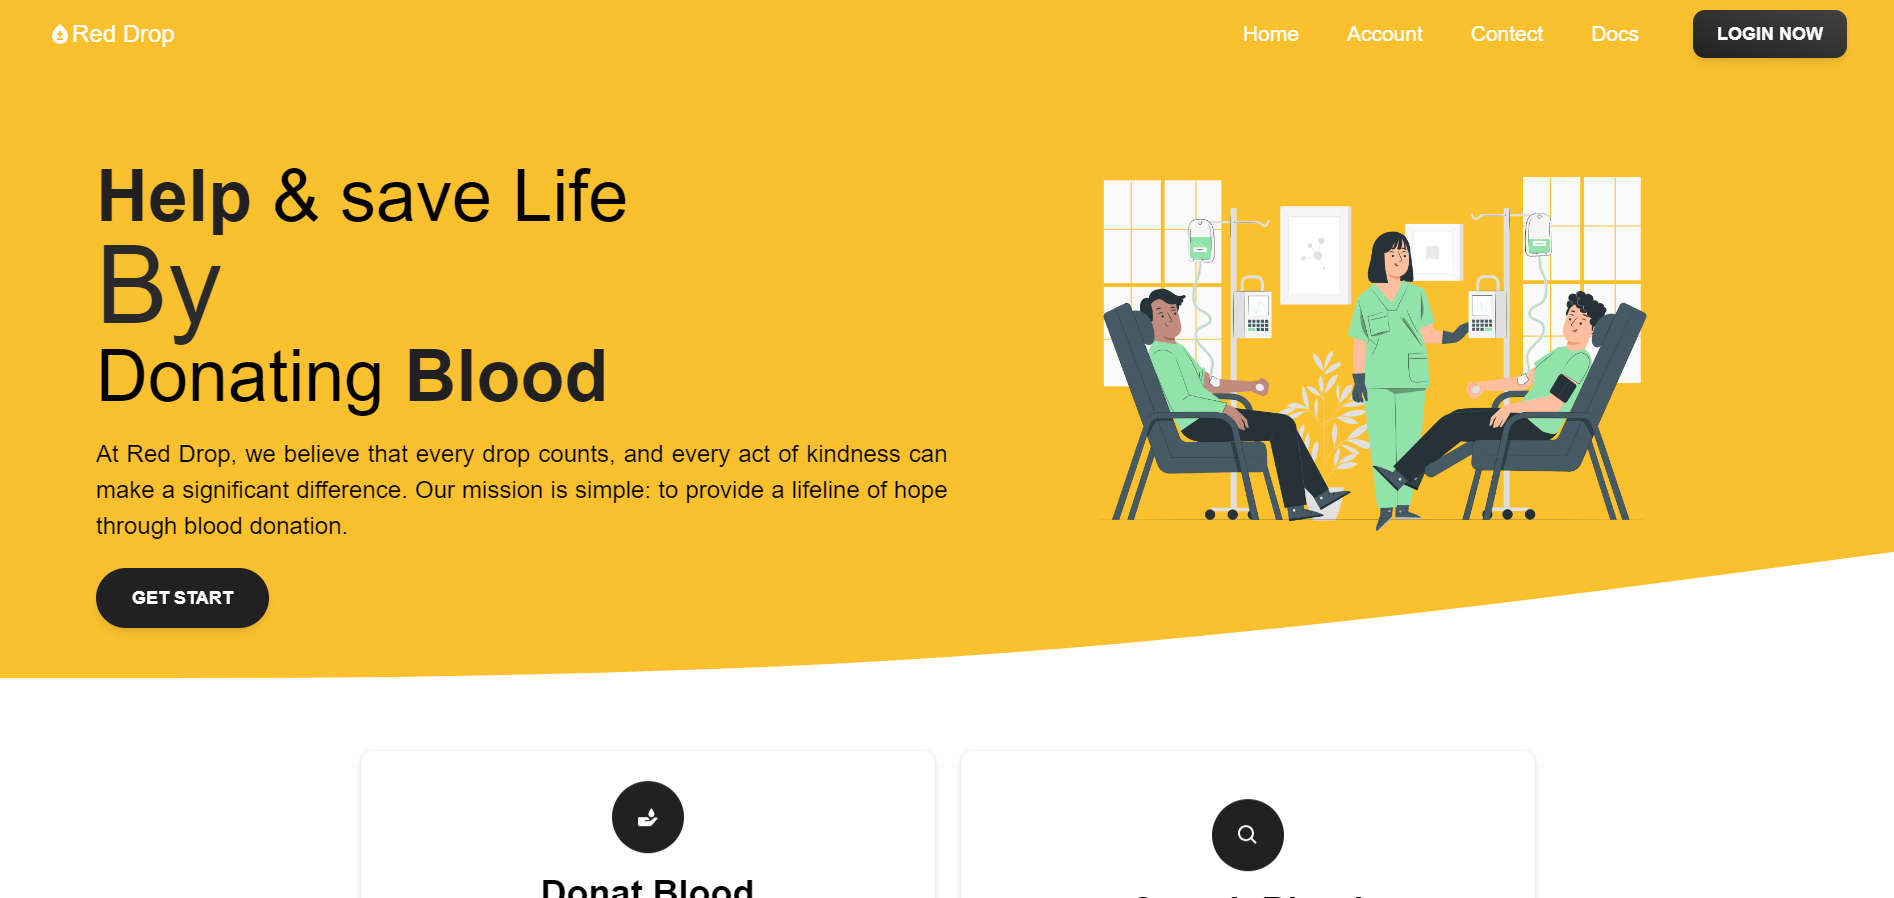 Red Drop
Home
Account
Contect
Docs
LOGIN NOW
Help & save Life
By
Donating Blood
At Red Drop, we believe that every drop counts, and every act of kindness can
make a significant difference. Our mission is simple: to provide a lifeline of hope
through blood donation.
GET START
Donat Blood